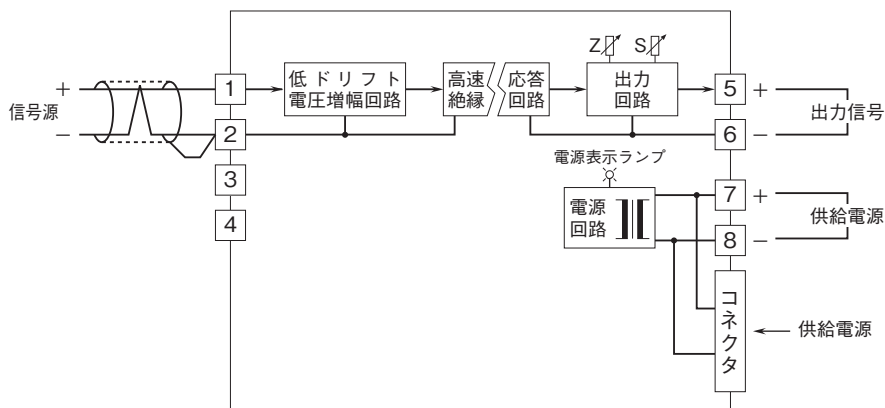 Z S
低ドリフト
電圧増幅回路
高速
絶縁
応答
回路
出力
回路
+
信号源
−
1
2
3
4
5 +
出力信号
6 −
電源表示ランプ
電源
回路
7 +
供給電源
8 −
コネクタ
供給電源